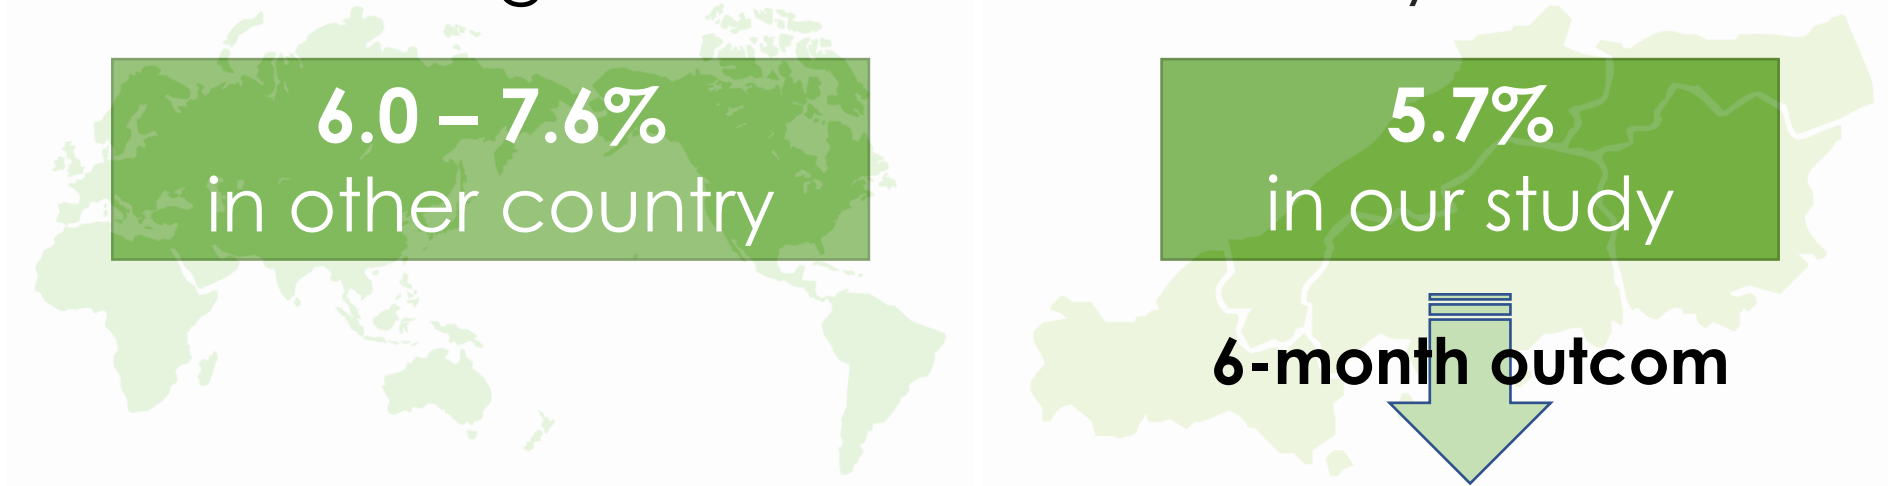 6.0 – 7.6%
in other country
5.7%
in our study
6-month outcom